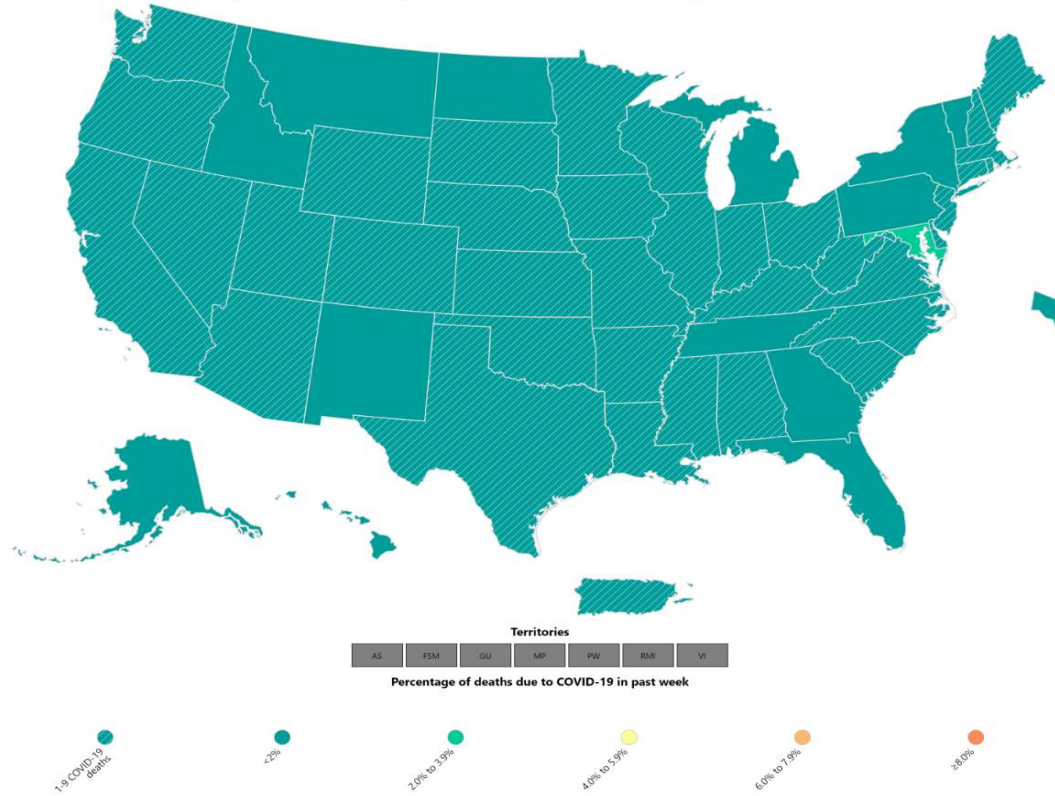 Territories
AS FSM GU MP PW RMI VI
Percentage of deaths due to COVID-19 in past week
1-9 COVID-19
deaths
<2%
2.0% to 3.9%
4.0% to 5.9%
6.0% to 7.9%
≥8.0%